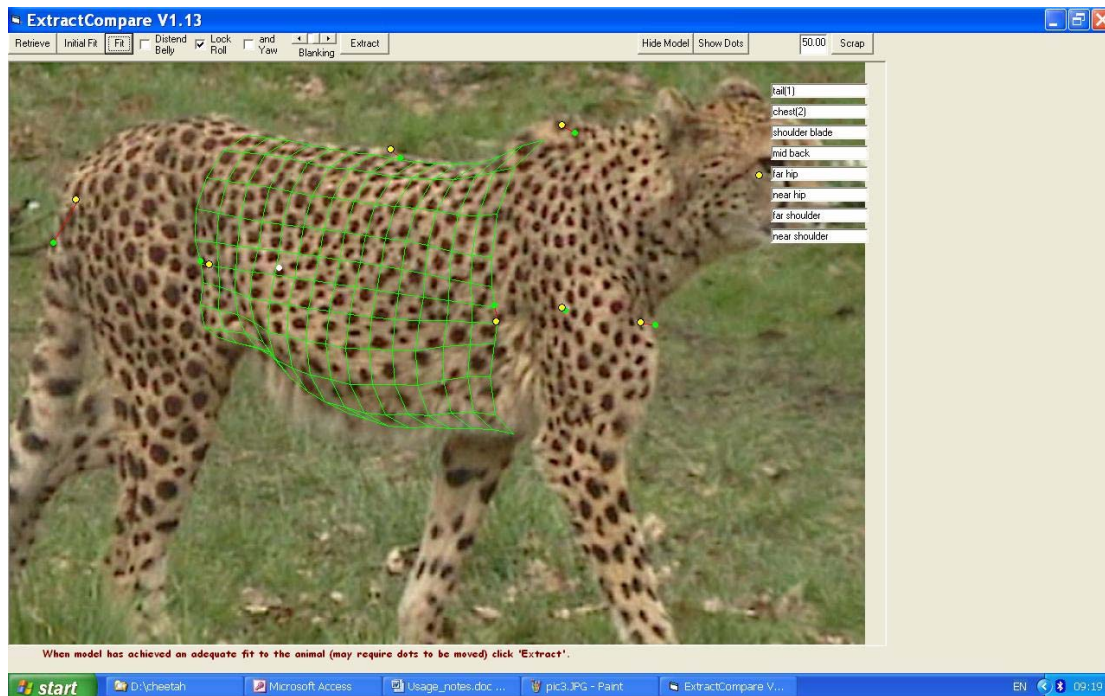 ExtractCompare V1.13
Retrieve Initial Fit Fit Distend Belly Lock Roll and Yaw Blanking Extract Hide Model Show Dots 50.00 Scrap
tail(1)
chest(2)
shoulder blade
mid back
far hip
near hip
far shoulder
near shoulder
When model has achieved an adequate fit to the animal (may require dots to be moved) click 'Extract'.
start D:\cheetah Microsoft Access Usage_notes.doc ... pic3.JPG - Paint ExtractCompare V... EN 09:19